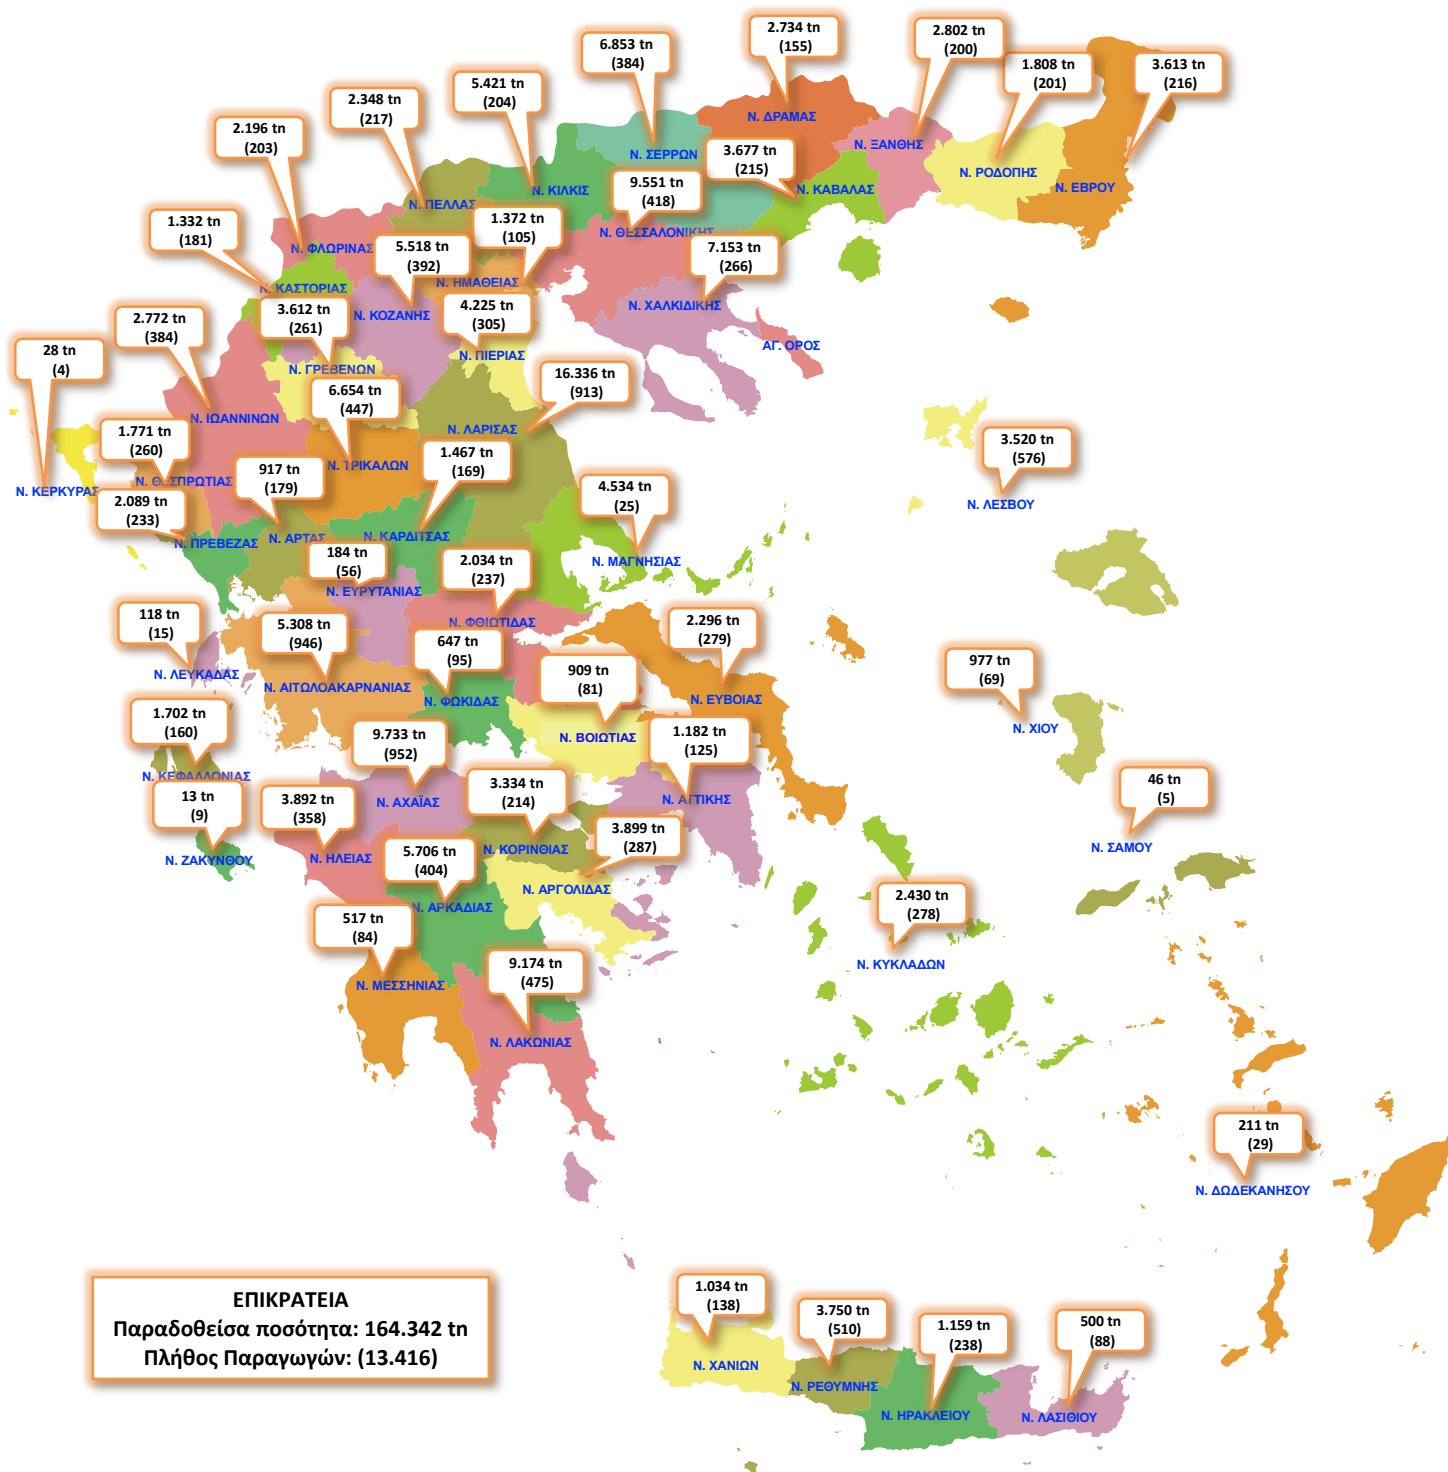 2.734 tn
(155)
2.802 tn
(200)
6.853 tn
(384)
1.808 tn
(201)
3.613 tn
(216)
5.421 tn
(204)
2.348 tn
(217)
2.196 tn
(203)
Ν. ΔΡΑΜΑΣ
Ν. ΞΑΝΘΗΣ
Ν. ΣΕΡΡΩΝ
3.677 tn
(215)
Ν. ΡΟΔΟΠΗΣ
Ν. ΕΒΡΟΥ
Ν. ΚΑΒΑΛΑΣ
9.551 tn
(418)
Ν. ΚΙΛΚΙΣ
Ν. ΠΕΛΛΑΣ
1.372 tn
(105)
Ν. ΘΕΣΣΑΛΟΝΙΚΗΣ
1.332 tn
(181)
Ν. ΦΛΩΡΙΝΑΣ
5.518 tn
(392)
7.153 tn
(266)
Ν. ΗΜΑΘΕΙΑΣ
Ν. ΚΑΣΤΟΡΙΑΣ
Ν. ΧΑΛΚΙΔΙΚΗΣ
3.612 tn
(261)
Ν. ΚΟΖΑΝΗΣ
4.225 tn
(305)
2.772 tn
(384)
ΑΓ. ΟΡΟΣ
Ν. ΠΙΕΡΙΑΣ
28 tn
(4)
Ν. ΓΡΕΒΕΝΩΝ
16.336 tn
(913)
6.654 tn
(447)
Ν. ΙΩΑΝΝΙΝΩΝ
Ν. ΛΑΡΙΣΑΣ
1.771 tn
(260)
1.467 tn
(169)
3.520 tn
(576)
Ν. ΤΡΙΚΑΛΩΝ
917 tn
(179)
Ν. ΘΕΣΠΡΩΤΙΑΣ
Ν. ΚΕΡΚΥΡΑΣ
4.534 tn
(25)
Ν. ΛΕΣΒΟΥ
2.089 tn
(233)
Ν. ΠΡΕΒΕΖΑΣ
Ν. ΑΡΤΑΣ
Ν. ΚΑΡΔΙΤΣΑΣ
184 tn
(56)
2.034 tn
(237)
Ν. ΜΑΓΝΗΣΙΑΣ
Ν. ΕΥΡΥΤΑΝΙΑΣ
118 tn
(15)
5.308 tn
(946)
Ν. ΦΘΙΩΤΙΔΑΣ
2.296 tn
(279)
647 tn
(95)
977 tn
(69)
Ν. ΛΕΥΚΑΔΑΣ
Ν. ΑΙΤΩΛΟΑΚΑΡΝΑΝΙΑΣ
909 tn
(81)
Ν. ΦΩΚΙΔΑΣ
Ν. ΕΥΒΟΙΑΣ
1.702 tn
(160)
Ν. ΧΙΟΥ
9.733 tn
(952)
Ν. ΒΟΙΩΤΙΑΣ
1.182 tn
(125)
Ν. ΚΕΦΑΛΛΟΝΙΑΣ
13 tn
(9)
3.892 tn
(358)
Ν. ΑΧΑΪΑΣ
3.334 tn
(214)
Ν. ΑΤΤΙΚΗΣ
46 tn
(5)
3.899 tn
(287)
Ν. ΖΑΚΥΝΘΟΥ
Ν. ΗΛΕΙΑΣ
5.706 tn
(404)
Ν. ΚΟΡΙΝΘΙΑΣ
Ν. ΣΑΜΟΥ
Ν. ΑΡΓΟΛΙΔΑΣ
2.430 tn
(278)
Ν. ΑΡΚΑΔΙΑΣ
517 tn
(84)
9.174 tn
(475)
Ν. ΚΥΚΛΑΔΩΝ
Ν. ΜΕΣΣΗΝΙΑΣ
Ν. ΛΑΚΩΝΙΑΣ
211 tn
(29)
Ν. ΔΩΔΕΚΑΝΗΣΟΥ
ΕΠΙΚΡΑΤΕΙΑ
Παραδοθείσα ποσότητα: 164.342 tn
Πλήθος Παραγωγών: (13.416)
1.034 tn
(138)
3.750 tn
(510)
1.159 tn
(238)
500 tn
(88)
Ν. ΧΑΝΙΩΝ
Ν. ΡΕΘΥΜΝΗΣ
Ν. ΗΡΑΚΛΕΙΟΥ
Ν. ΛΑΣΙΘΙΟΥ